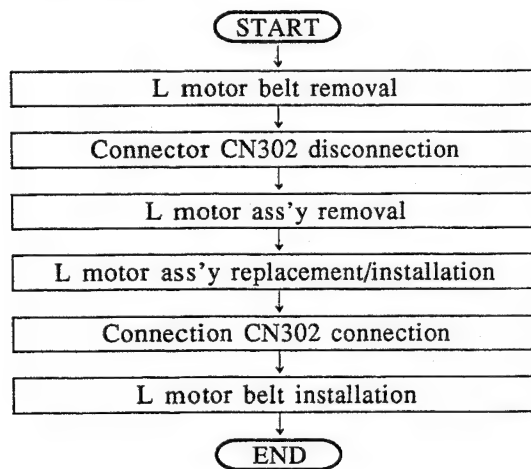 START
L motor belt removal
Connector CN302 disconnection
L motor ass'y removal
L motor ass'y replacement/installation
Connection CN302 connection
L motor belt installation
END